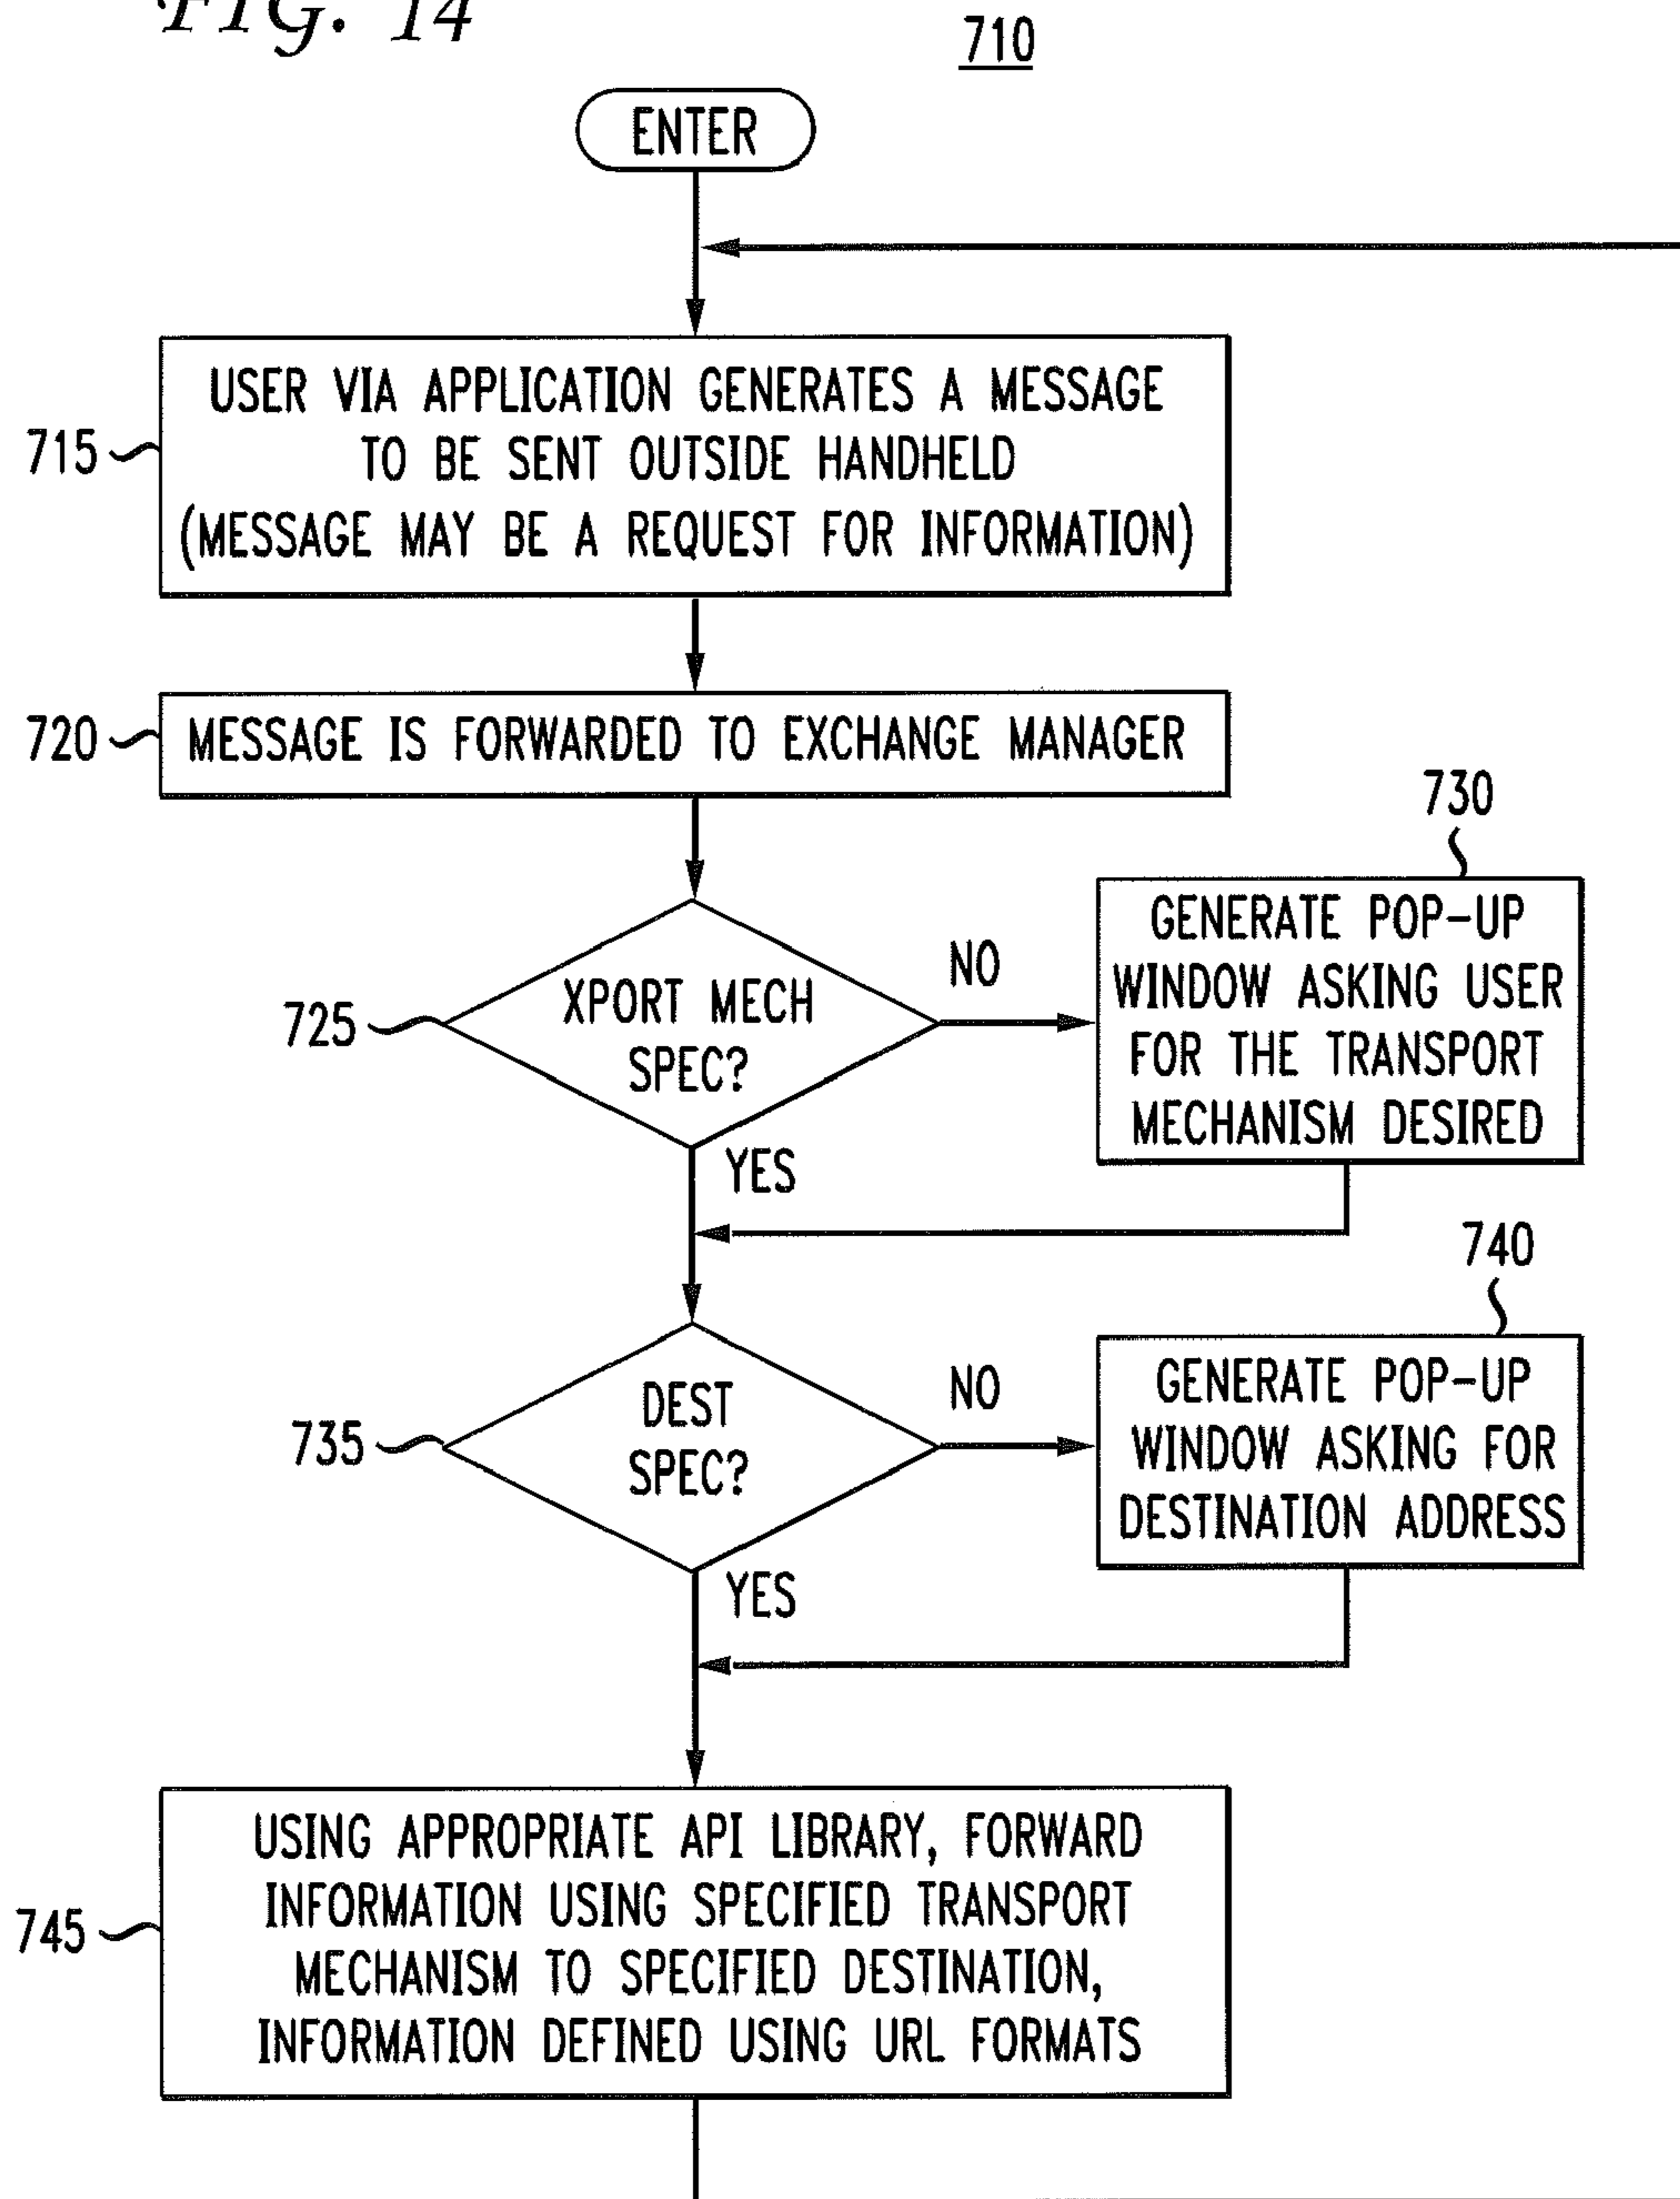 FIG. 14
710
ENTER
715
USER VIA APPLICATION GENERATES A MESSAGE
TO BE SENT OUTSIDE HANDHELD
(MESSAGE MAY BE A REQUEST FOR INFORMATION)
720
MESSAGE IS FORWARDED TO EXCHANGE MANAGER
725
XPORT MECH
SPEC?
NO
YES
730
GENERATE POP-UP
WINDOW ASKING USER
FOR THE TRANSPORT
MECHANISM DESIRED
735
DEST
SPEC?
NO
YES
740
GENERATE POP-UP
WINDOW ASKING FOR
DESTINATION ADDRESS
745
USING APPROPRIATE API LIBRARY, FORWARD
INFORMATION USING SPECIFIED TRANSPORT
MECHANISM TO SPECIFIED DESTINATION,
INFORMATION DEFINED USING URL FORMATS